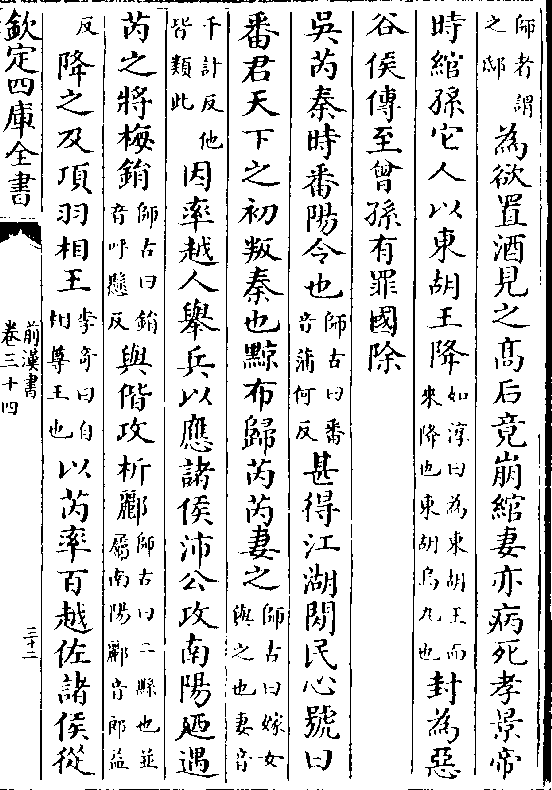 師者謂之邸為欲置酒見之髙后竟崩綰妻亦病死孝景帝
時綰孫它人以東胡王降如淳曰為東胡王而來降也東胡烏丸也封為惡
谷侯傳至曾孫有罪國除
吳芮秦時番陽令也師古曰番音蒲何反甚得江湖閒民心號曰
番君天下之初叛秦也黥布歸芮芮妻之師古曰嫁女與之也妻音
千計反他皆類此因率越人舉兵以應諸侯沛公攻南陽廼遇
芮之將梅鋗師古曰鋗音呼懸反與偕攻析酈師古曰二縣也並屬南陽酈音郎益
反降之及項羽相王李奇曰自相尊王也以芮率百越佐諸侯從
欽定四庫全書
前漢書
卷三十四
三十二